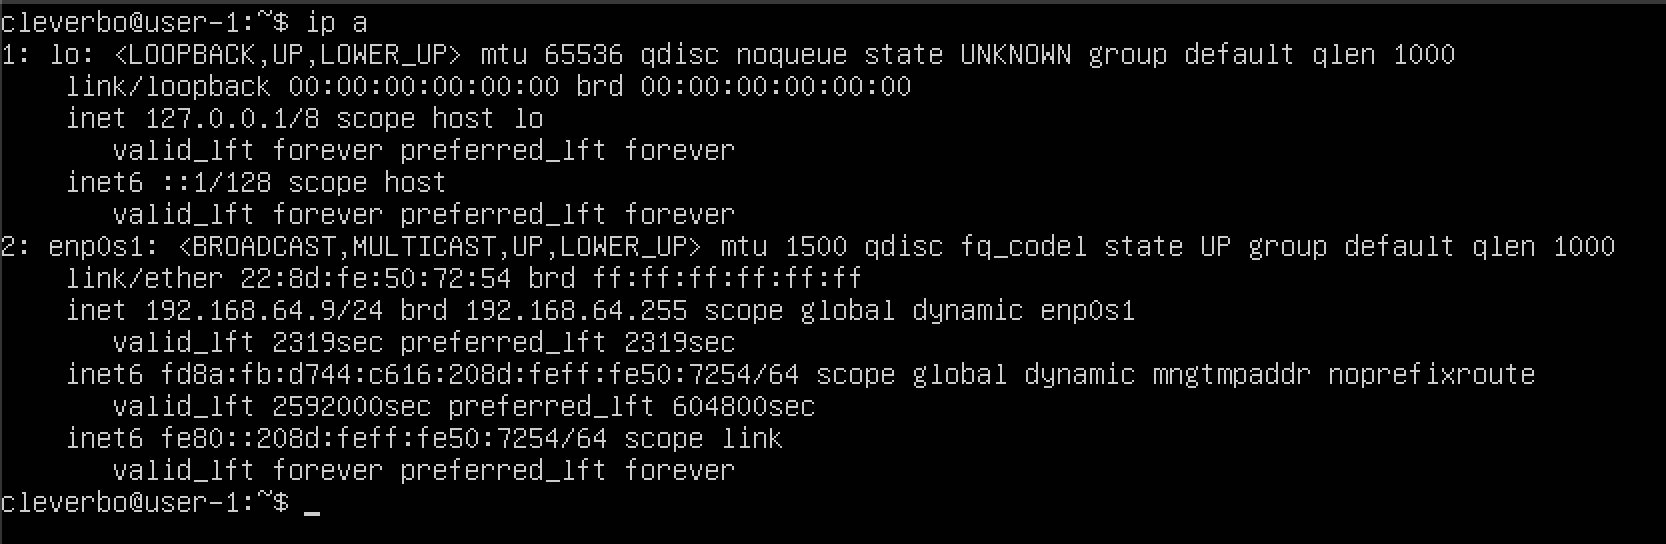 cleverbo@user-1:~$ ip a
1: lo: <LOOPBACK,UP,LOWER_UP> mtu 65536 qdisc noqueue state UNKNOWN group default qlen 1000
    link/loopback 00:00:00:00:00:00 brd 00:00:00:00:00:00
    inet 127.0.0.1/8 scope host lo
       valid_lft forever preferred_lft forever
    inet6 ::1/128 scope host
       valid_lft forever preferred_lft forever
2: enp0s1: <BROADCAST,MULTICAST,UP,LOWER_UP> mtu 1500 qdisc fq_codel state UP group default qlen 1000
    link/ether 22:8d:fe:50:72:54 brd ff:ff:ff:ff:ff:ff
    inet 192.168.64.9/24 brd 192.168.64.255 scope global dynamic enp0s1
       valid_lft 2319sec preferred_lft 2319sec
    inet6 fd8a:fb:d744:c616:208d:feff:fe50:7254/64 scope global dynamic mngtmpaddr noprefixroute
       valid_lft 2592000sec preferred_lft 604800sec
    inet6 fe80::208d:feff:fe50:7254/64 scope link
       valid_lft forever preferred_lft forever
cleverbo@user-1:~$ _